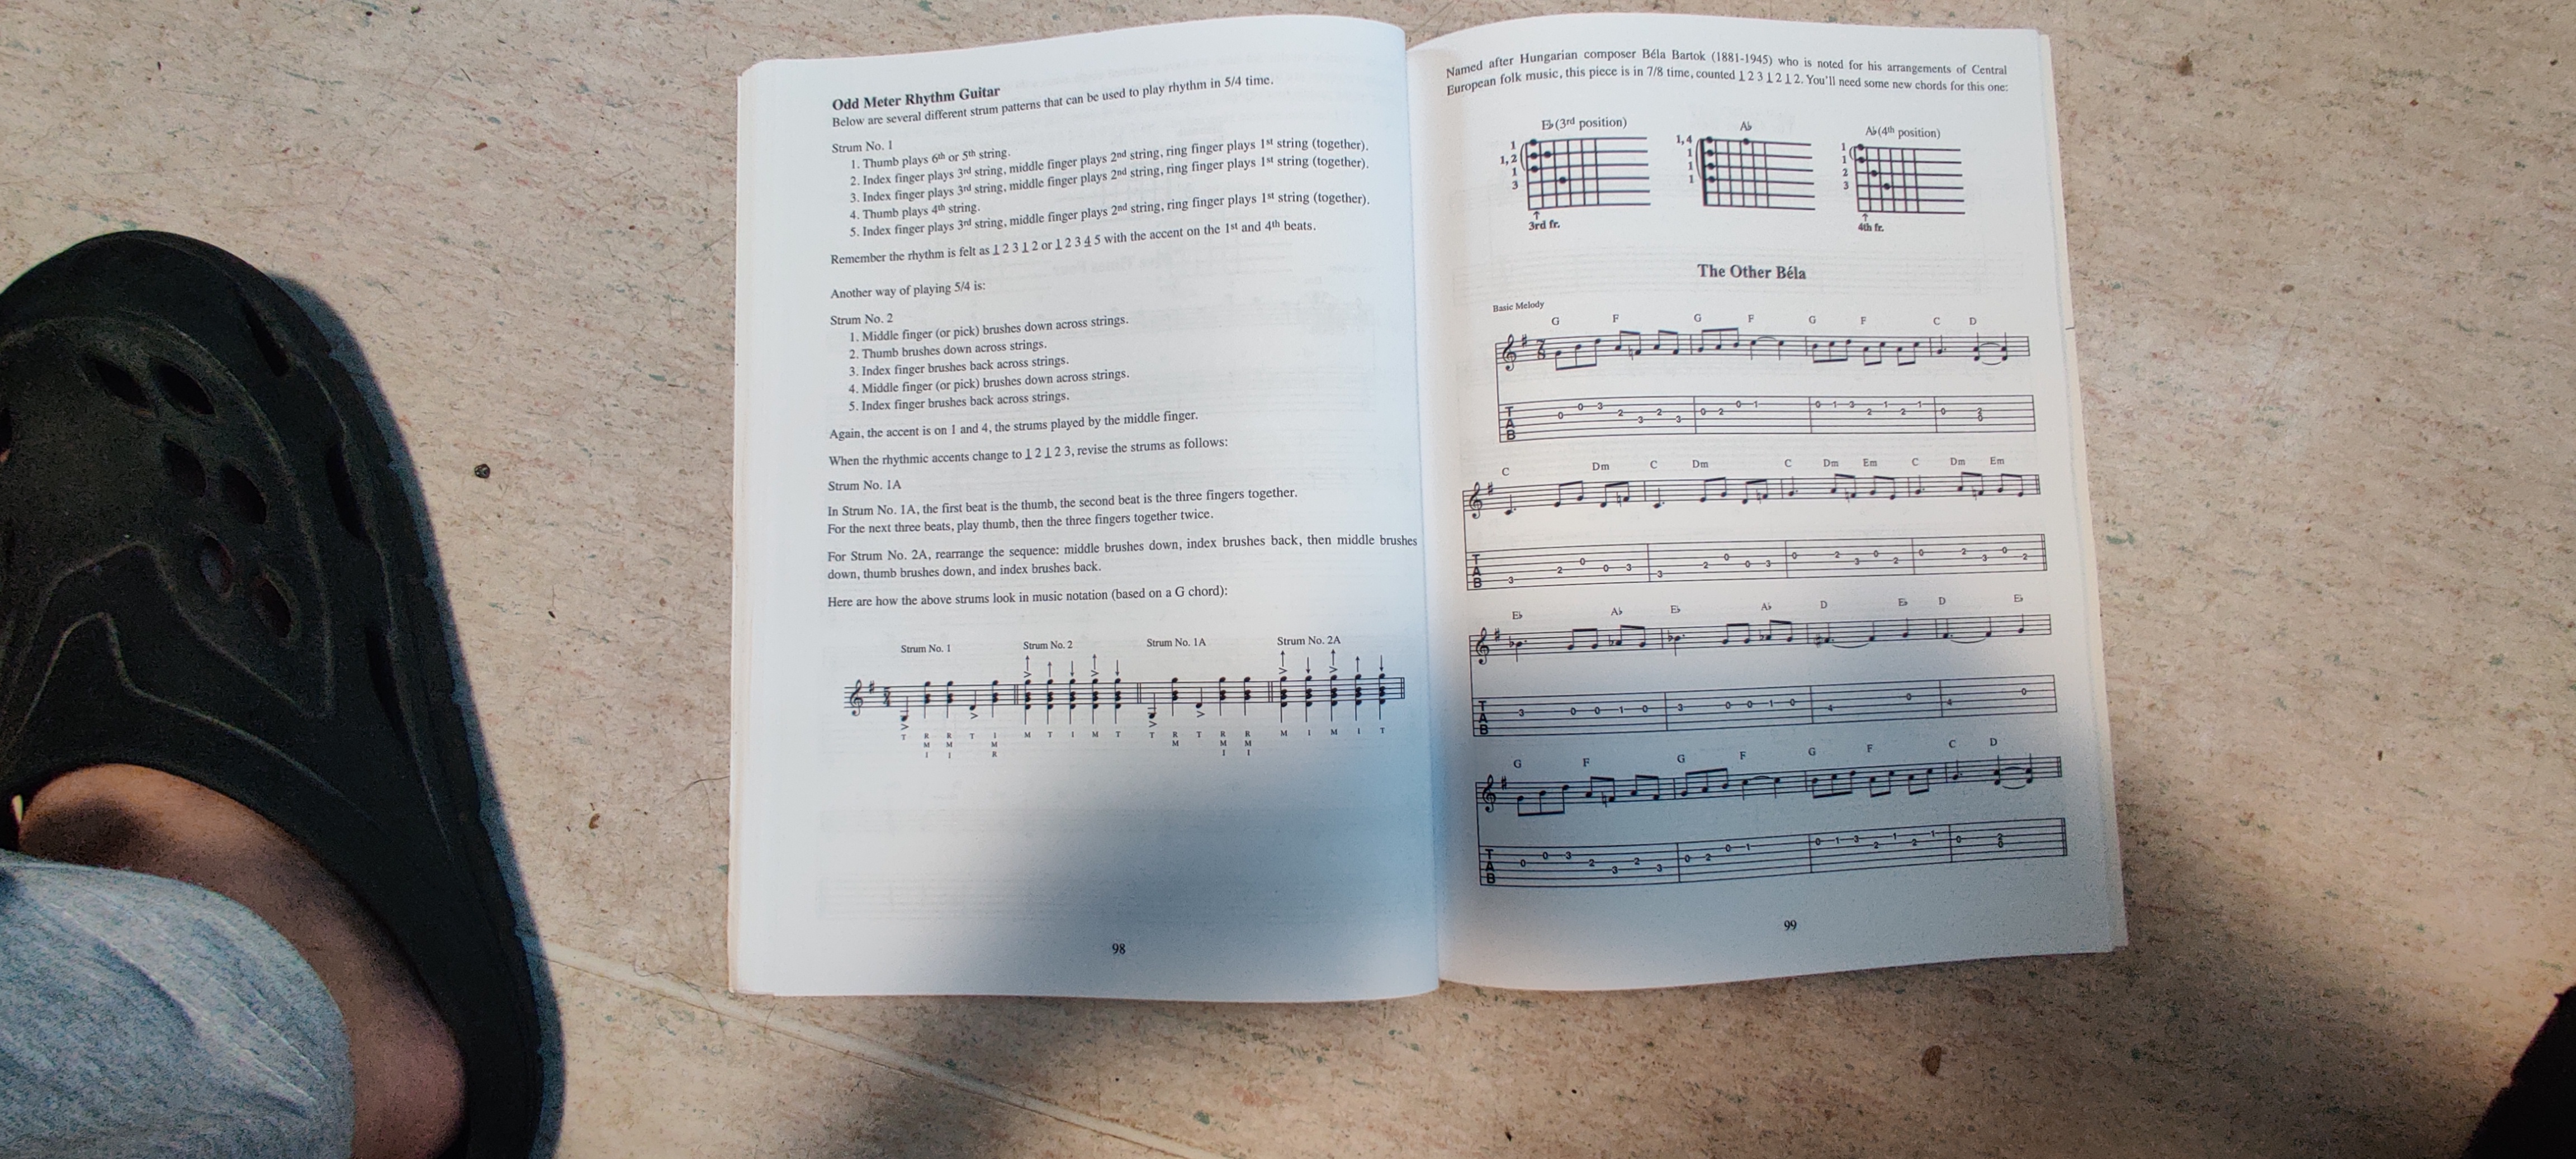 Odd Meter Rhythm Guitar
Below are several different strum patterns that can be used to play rhythm in 5/4 time.
Strum No. 1
1. Thumb plays 6th or 5th string.
2. Index finger plays 3rd string, middle finger plays 2nd string, ring finger plays 1st string (together).
3. Index finger plays 3rd string, middle finger plays 2nd string, ring finger plays 1st string (together).
4. Thumb plays 4th string.
5. Index finger plays 3rd string, middle finger plays 2nd string, ring finger plays 1st string (together).
Remember the rhythm is felt as 1 2 3 1 2 or 1 2 3 4 5 with the accent on the 1st and 4th beats.
Another way of playing 5/4 is:
Strum No. 2
1. Middle finger (or pick) brushes down across strings.
2. Thumb brushes down across strings.
3. Index finger brushes back across strings.
4. Middle finger (or pick) brushes down across strings.
5. Index finger brushes back across strings.
Again, the accent is on 1 and 4, the strums played by the middle finger.
When the rhythmic accents change to 1 2 1 2 3, revise the strums as follows:
Strum No. 1A
In Strum No. 1A, the first beat is the thumb, the second beat is the three fingers together.
For the next three beats, play thumb, then the three fingers together twice.
For Strum No. 2A, rearrange the sequence: middle brushes down, index brushes back, then middle brushes
down, thumb brushes down, and index brushes back.
Here are how the above strums look in music notation (based on a G chord):
Strum No. 1 Strum No. 2 Strum No. 1A Strum No. 2A
98
Named after Hungarian composer Béla Bartok (1881-1945) who is noted for his arrangements of Central
European folk music, this piece is in 7/8 time, counted 1 2 3 1 2 1 2. You'll need some new chords for this one:
E♭(3rd position) A♭ A♭(4th position)
3rd fr. 4th fr.
The Other Béla
Basic Melody
G F G F G F C D
C Dm C Dm C Dm Em C Dm Em
E♭ A♭ E♭ A♭ D E♭ D E♭
G F G F G F C D
99